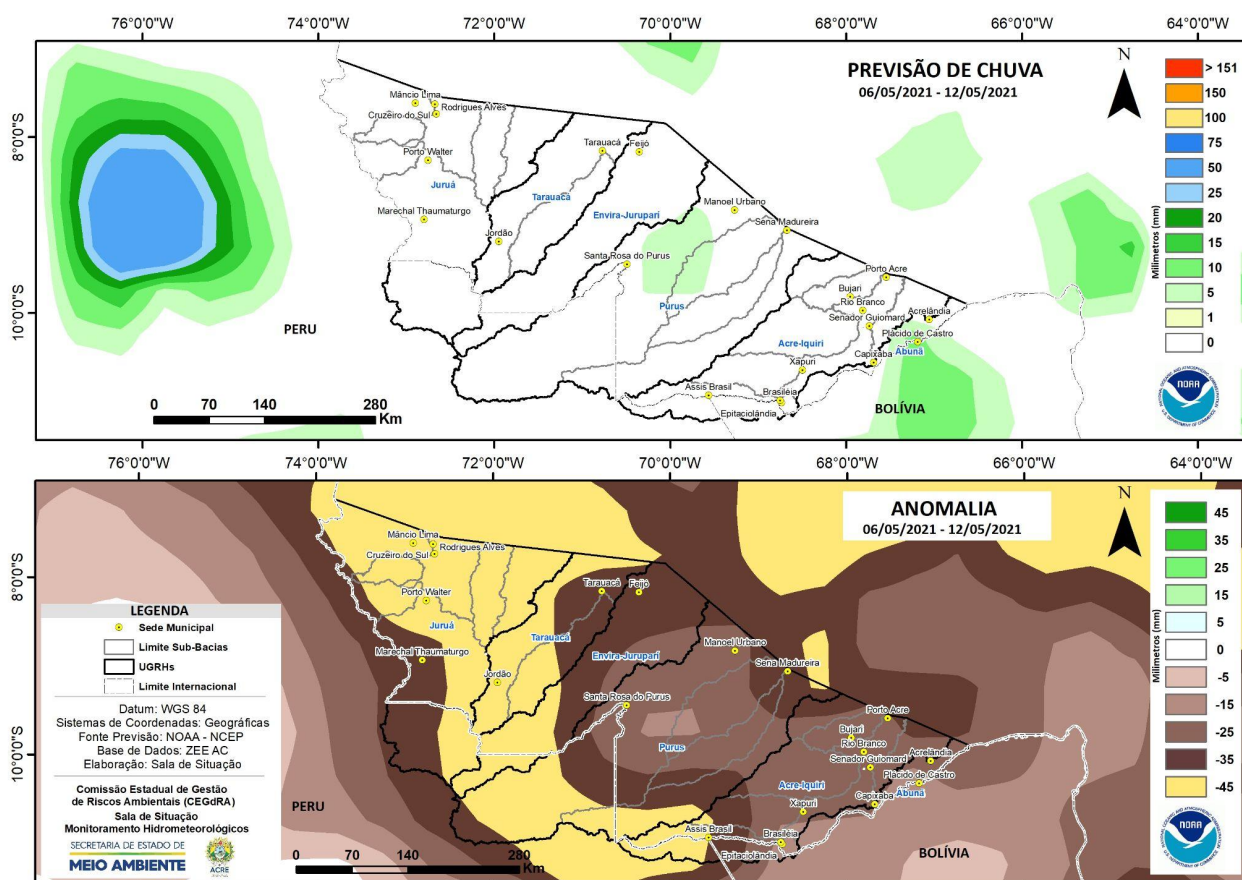 76°0'0"W 74°0'0"W 72°0'0"W 70°0'0"W 68°0'0"W 66°0'0"W 64°0'0"W
N
PREVISÃO DE CHUVA
06/05/2021 - 12/05/2021
> 151
150
100
75
50
25
20
15
10
5
1
0
Milimetros (mm)
8°0'0"S
10°0'0"S
Mâncio Lima
Rodrigues Alves
Cruzeiro do Sul
Porto Walter
Juruá
Marechal Thaumaturgo
Tarauacá
Feijó
Tarauacá
Envira-Jurupari
Jordão
Manoel Urbano
Sena Madureira
Santa Rosa do Purus
Purus
Porto Acre
Bujari
Rio Branco
Senador Guiomard
Acrelândia
Plácido de Castro
Abunã
Acre-Iquiri
Capixaba
Xapuri
Assis Brasil
Brasiléia
Epitaciolândia
PERU
BOLÍVIA
0 70 140 280
Km
NOAA
76°0'0"W 74°0'0"W 72°0'0"W 70°0'0"W 68°0'0"W 66°0'0"W 64°0'0"W
N
ANOMALIA
06/05/2021 - 12/05/2021
45
35
25
15
5
0
-5
-15
-25
-35
-45
Milimetros (mm)
8°0'0"S
10°0'0"S
Mâncio Lima
Rodrigues Alves
Cruzeiro do Sul
Porto Walter
Juruá
Marechal Thaumaturgo
Tarauacá
Feijó
Tarauacá
Envira-Jurupari
Jordão
Manoel Urbano
Sena Madureira
Santa Rosa do Purus
Purus
Porto Acre
Bujari
Rio Branco
Senador Guiomard
Acrelândia
Plácido de Castro
Abunã
Acre-Iquiri
Capixaba
Xapuri
Assis Brasil
Brasiléia
Epitaciolândia
PERU
BOLÍVIA
0 70 140 280
Km
NOAA
LEGENDA
Sede Municipal
Limite Sub-Bacias
UGRHs
Limite Internacional
Datum: WGS 84
Sistemas de Coordenadas: Geográficas
Fonte Previsão: NOAA - NCEP
Base de Dados: ZEE AC
Elaboração: Sala de Situação
Comissão Estadual de Gestão
de Riscos Ambientais (CEGdRA)
Sala de Situação
Monitoramento Hidrometeorológicos
SECRETARIA DE ESTADO DE
MEIO AMBIENTE
ACRE